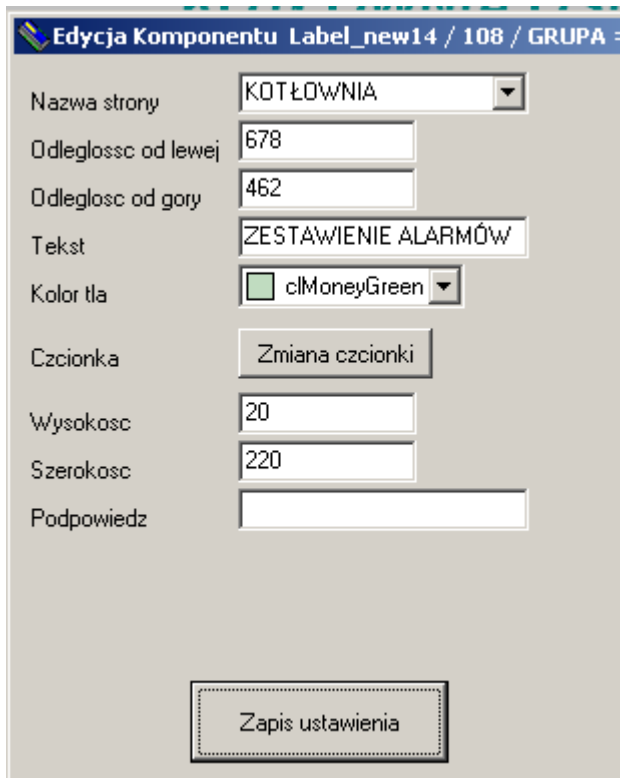 Edycja Komponentu Label_new14 / 108 / GRUPA =
Nazwa strony KOTŁOWNIA
Odleglossc od lewej 678
Odleglosc od gory 462
Tekst ZESTAWIENIE ALARMÓW
Kolor tla clMoneyGreen
Czcionka Zmiana czcionki
Wysokosc 20
Szerokosc 220
Podpowiedz
Zapis ustawienia